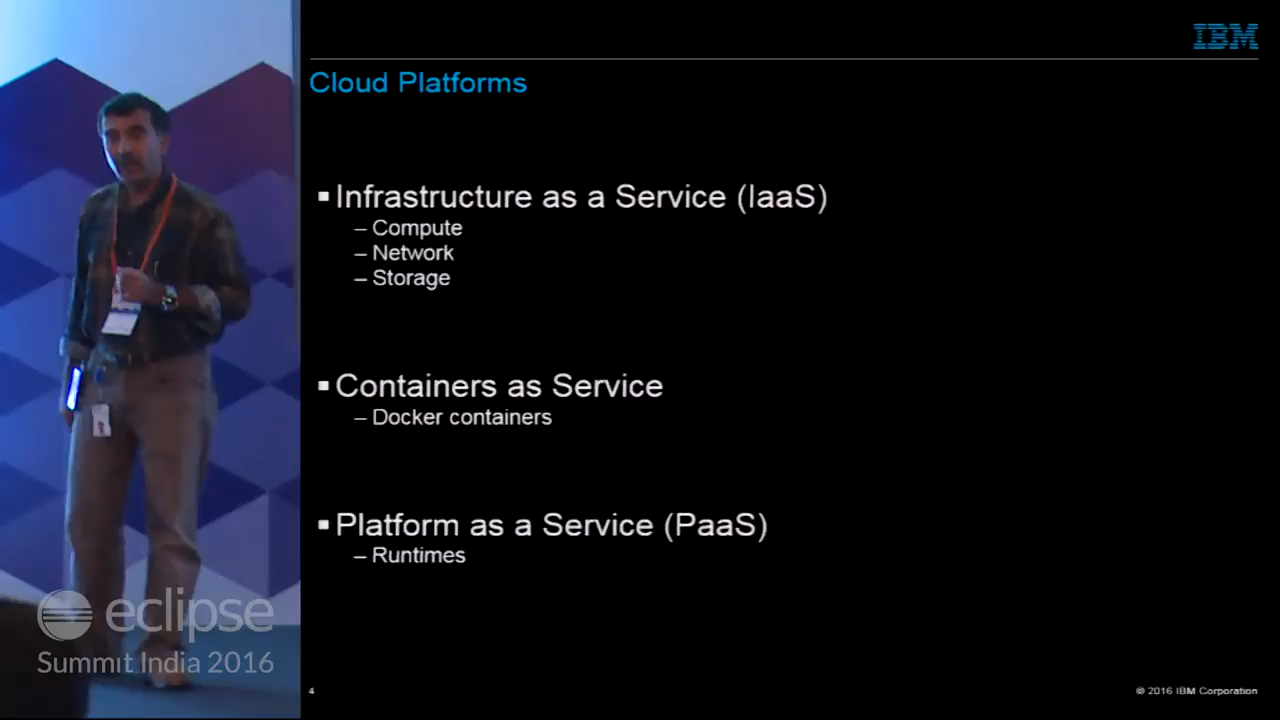 IBM
Cloud Platforms
▪ Infrastructure as a Service (IaaS)
– Compute
– Network
– Storage
▪ Containers as Service
– Docker containers
▪ Platform as a Service (PaaS)
– Runtimes
eclipse
Summit India 2016
4
© 2016 IBM Corporation